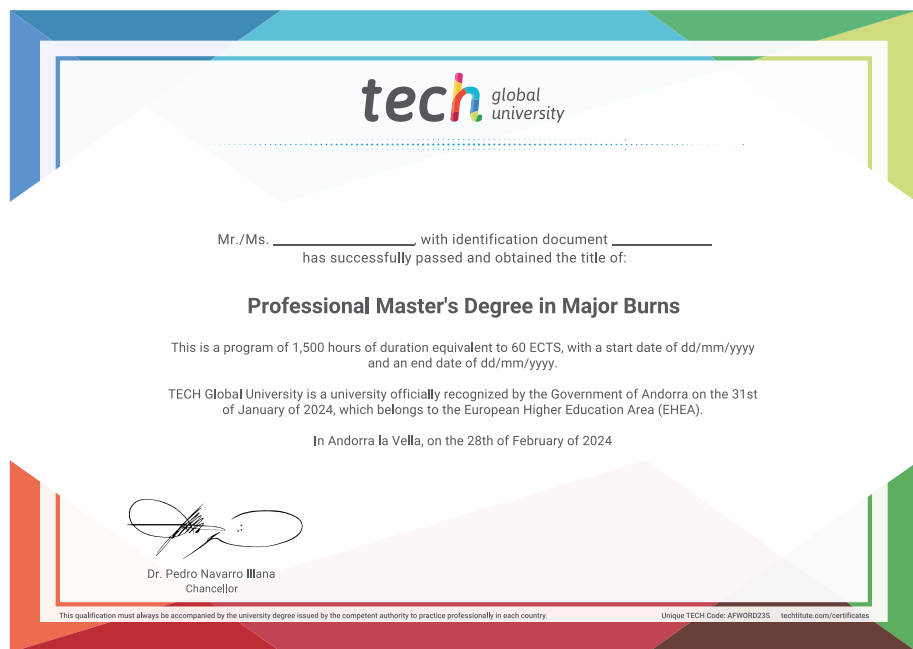 tech global university
Mr./Ms. ________________, with identification document ____________
has successfully passed and obtained the title of:
Professional Master's Degree in Major Burns
This is a program of 1,500 hours of duration equivalent to 60 ECTS, with a start date of dd/mm/yyyy
and an end date of dd/mm/yyyy.
TECH Global University is a university officially recognized by the Government of Andorra on the 31st
of January of 2024, which belongs to the European Higher Education Area (EHEA).
In Andorra la Vella, on the 28th of February of 2024
Dr. Pedro Navarro Illana
Chancellor
This qualification must always be accompanied by the university degree issued by the competent authority to practice professionally in each country.
Unique TECH Code: AFWORD23S techtitute.com/certificates